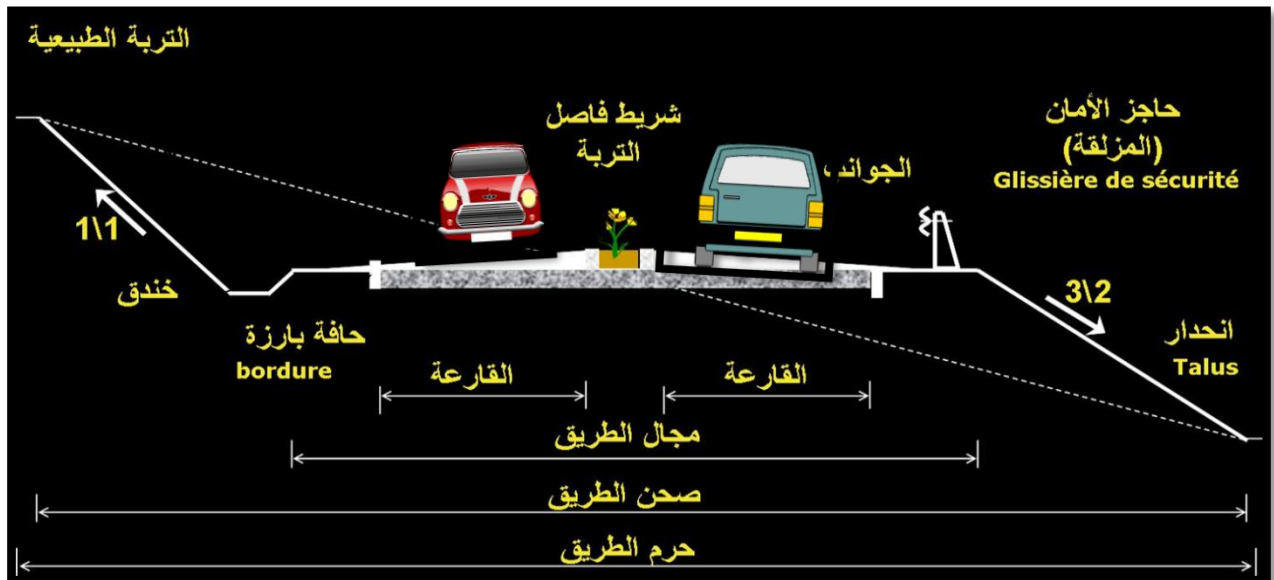 التربة الطبيعية
شريط فاصل
التربة
حاجز الأمان
(المزلقة)
Glissière de sécurité
الجوانب
1\1
خندق
حافة بارزة
bordure
3\2
انحدار
Talus
القارعة
القارعة
مجال الطريق
صحن الطريق
حرم الطريق